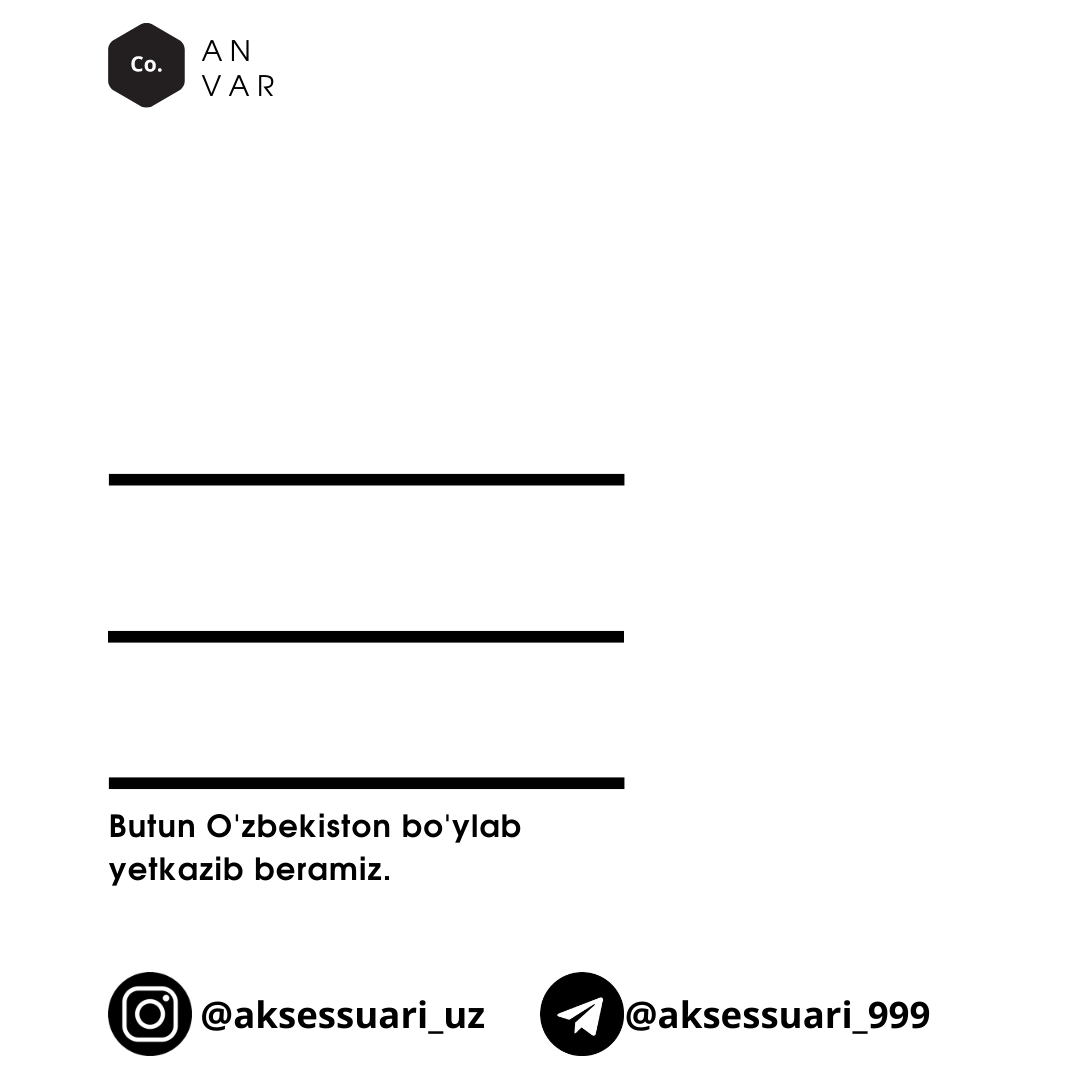 Co.
AN
VAR
Butun O'zbekiston bo'ylab
yetkazib beramiz.
@aksessuari_uz
@aksessuari_999